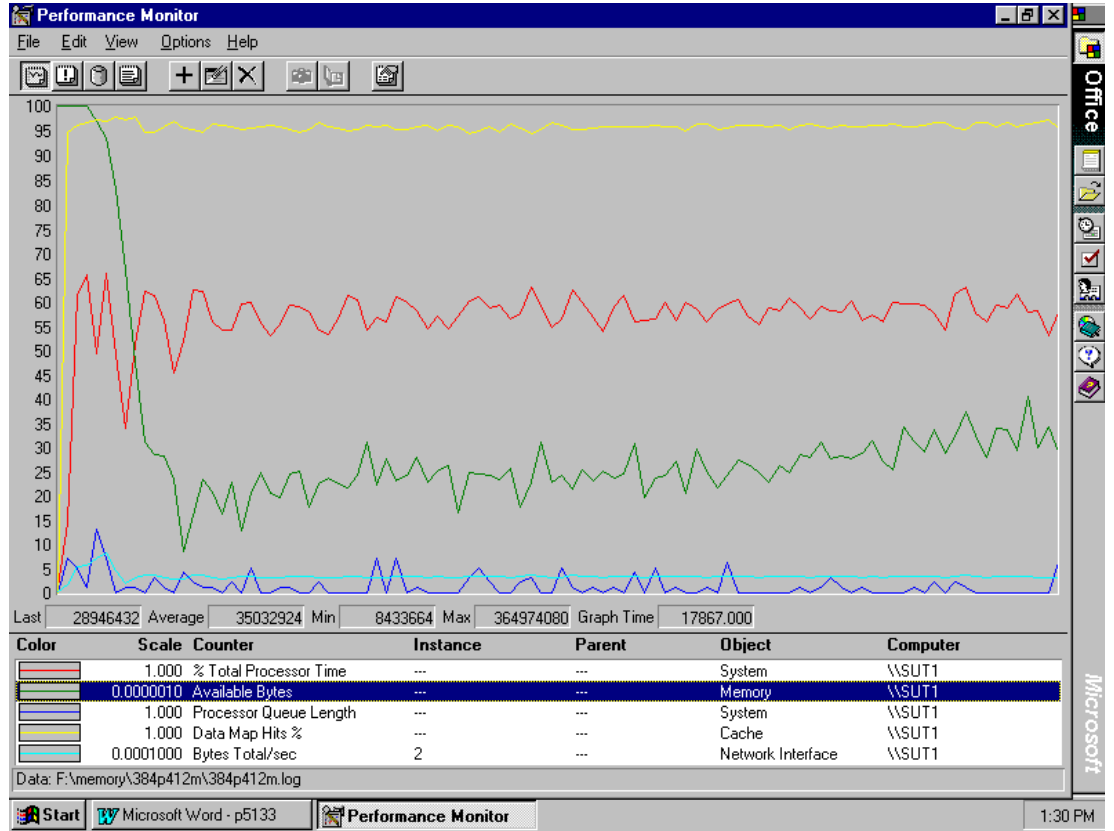 Performance Monitor
File Edit View Options Help
100
95
90
85
80
75
70
65
60
55
50
45
40
35
30
25
20
15
10
5
0
Last 28946432 Average 35032924 Min 8433664 Max 364974080 Graph Time 17867.000
Color Scale Counter Instance Parent Object Computer
1.000 % Total Processor Time --- --- System \\SUT1
0.0000010 Available Bytes --- --- Memory \\SUT1
1.000 Processor Queue Length --- --- System \\SUT1
1.000 Data Map Hits % --- --- Cache \\SUT1
0.0001000 Bytes Total/sec 2 --- Network Interface \\SUT1
Data: F:\memory\384p412m\384p412m.log
Office
Microsoft
Start Microsoft Word - p5133 Performance Monitor 1:30 PM